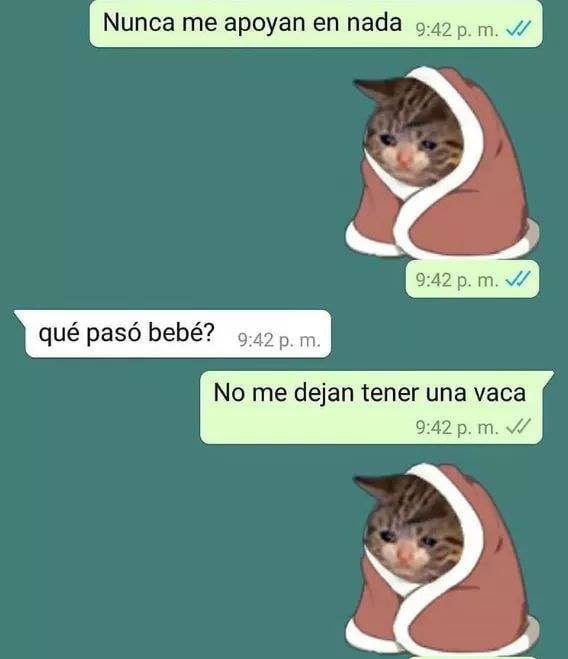 Nunca me apoyan en nada 9:42 p. m.
9:42 p. m.
qué pasó bebé? 9:42 p. m.
No me dejan tener una vaca
9:42 p. m.